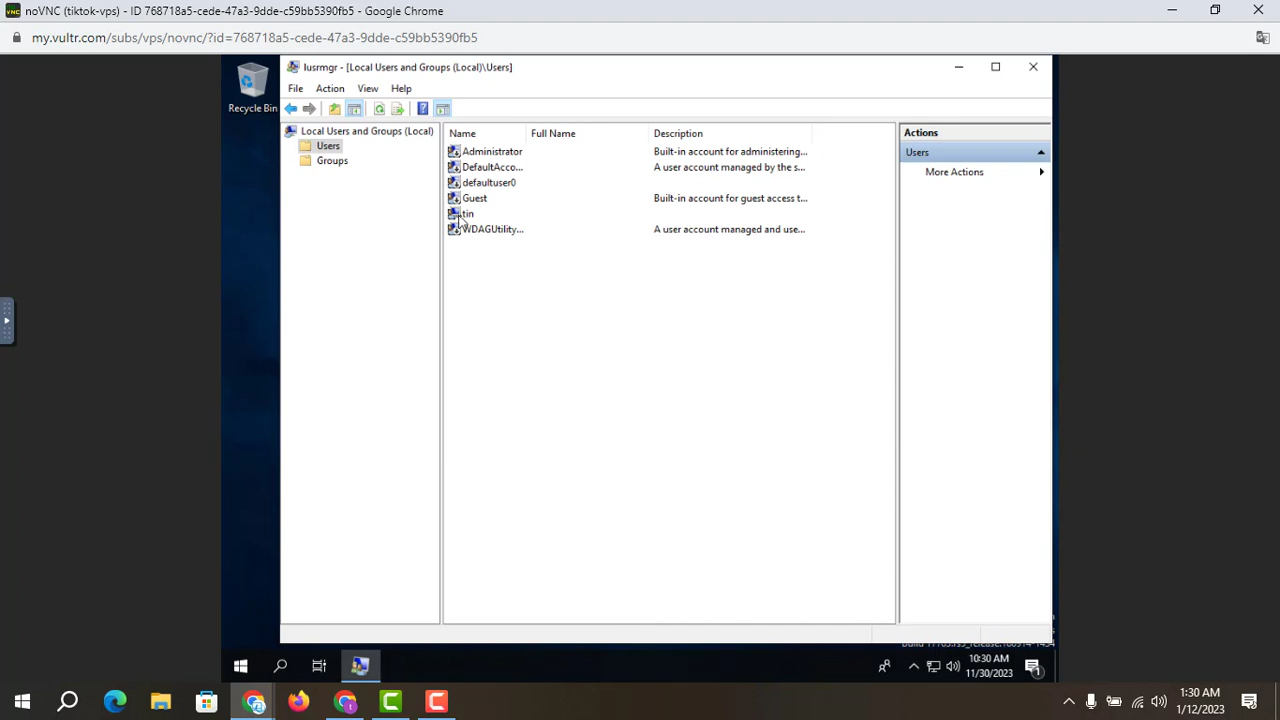 noVNC (tiktok-vps) - ID 768718a5-cede-47a3-9dde-c59bb5390fb5 - Google Chrome
my.vultr.com/subs/vps/novnc/?id=768718a5-cede-47a3-9dde-c59bb5390fb5
Recycle Bin
lusrmgr - [Local Users and Groups (Local)\Users]
File Action View Help
Local Users and Groups (Local)
Users
Groups
Name Full Name Description
Administrator Built-in account for administering...
DefaultAcco... A user account managed by the s...
defaultuser0
Guest Built-in account for guest access t...
tin
WDAGUtility... A user account managed and use...
Actions
Users
More Actions
10:30 AM
11/30/2023
1
1:30 AM
1/12/2023